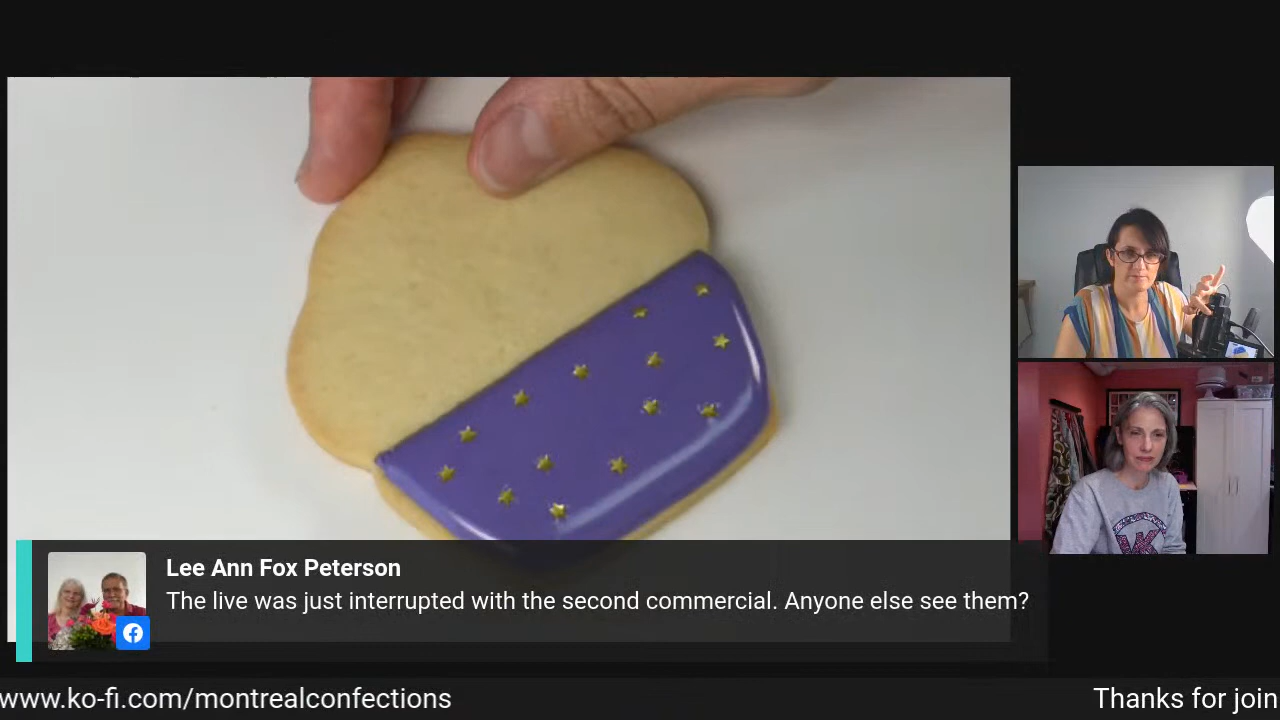 Lee Ann Fox Peterson
The live was just interrupted with the second commercial. Anyone else see them?
www.ko-fi.com/montrealconfections
Thanks for join